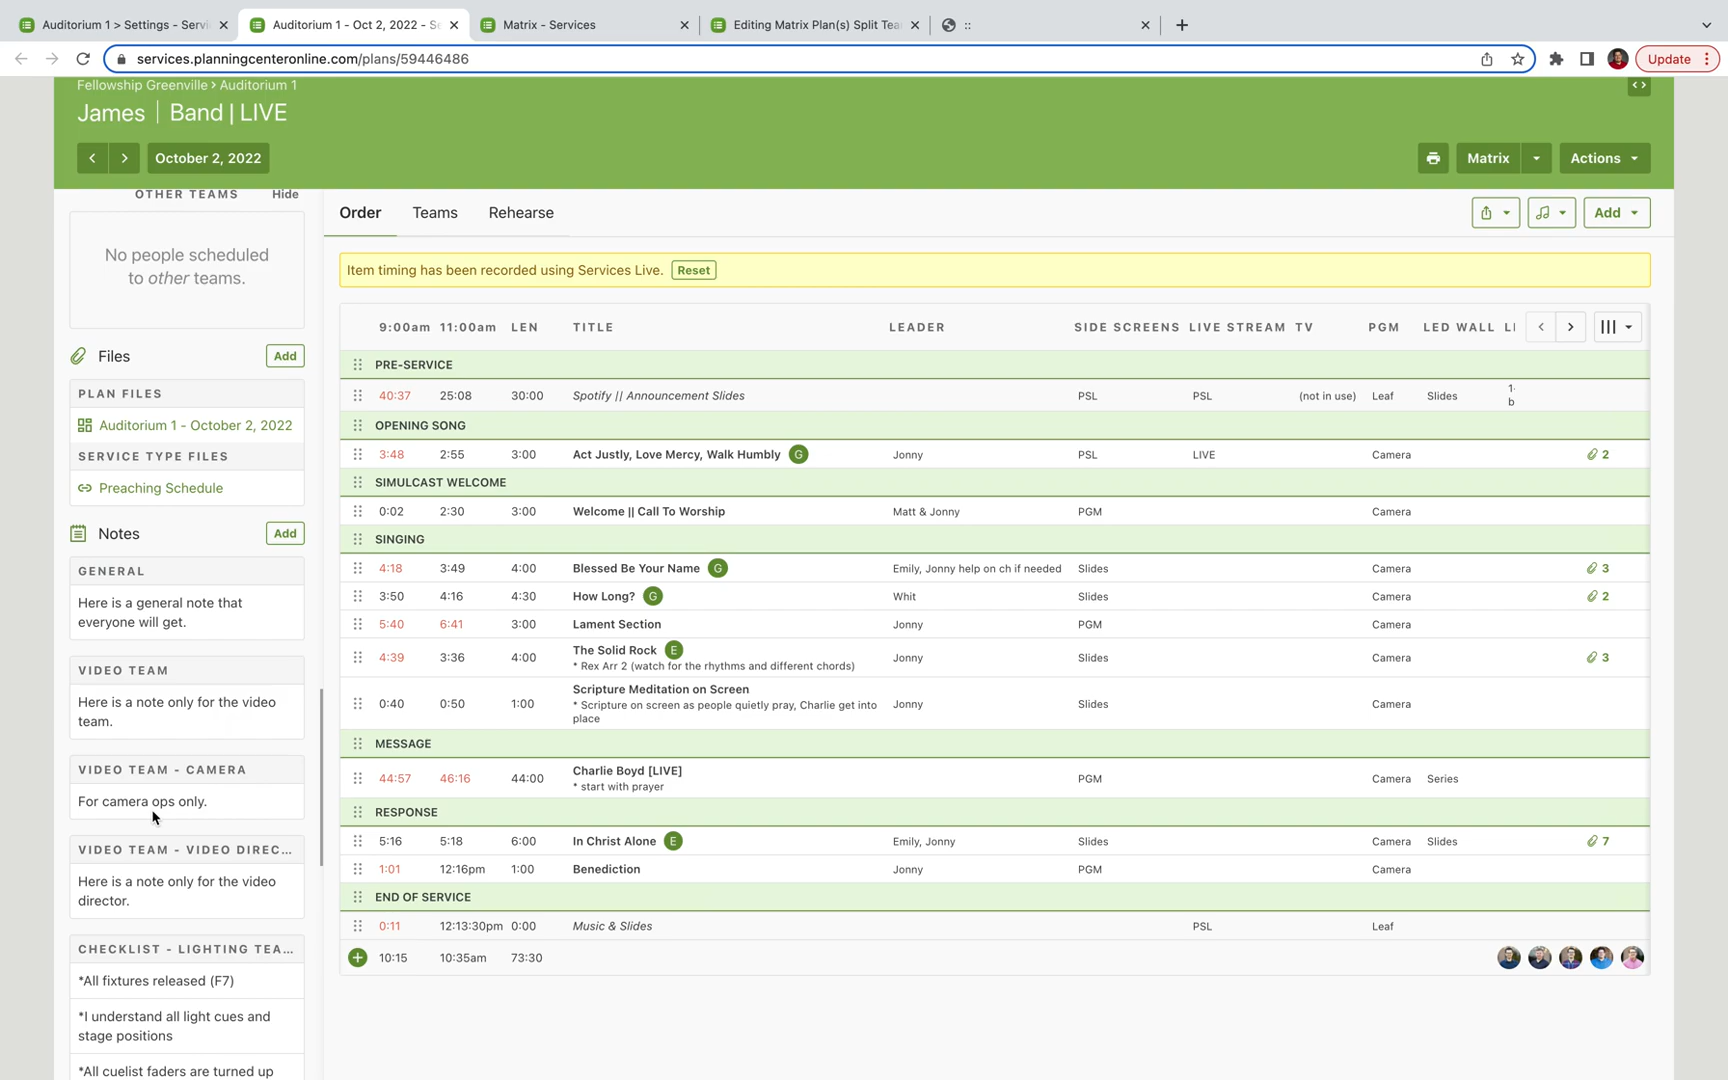 Auditorium 1 > Settings - Servi
Auditorium 1 - Oct 2, 2022 - Se
Matrix - Services
Editing Matrix Plan(s) Split Tea
::
services.planningcenteronline.com/plans/59446486
Update
Fellowship Greenville > Auditorium 1
James | Band | LIVE
October 2, 2022
Matrix
Actions
OTHER TEAMS Hide
No people scheduled
to other teams.
Files Add
PLAN FILES
Auditorium 1 - October 2, 2022
SERVICE TYPE FILES
Preaching Schedule
Notes Add
GENERAL
Here is a general note that
everyone will get.
VIDEO TEAM
Here is a note only for the video
team.
VIDEO TEAM - CAMERA
For camera ops only.
VIDEO TEAM - VIDEO DIREC...
Here is a note only for the video
director.
CHECKLIST - LIGHTING TEA...
*All fixtures released (F7)
*I understand all light cues and
stage positions
*All cuelist faders are turned up
Order Teams Rehearse
Add
Item timing has been recorded using Services Live. Reset
9:00am 11:00am LEN TITLE LEADER SIDE SCREENS LIVE STREAM TV PGM LED WALL LI
PRE-SERVICE
40:37 25:08 30:00 Spotify // Announcement Slides PSL PSL (not in use) Leaf Slides
OPENING SONG
3:48 2:55 3:00 Act Justly, Love Mercy, Walk Humbly G Jonny PSL LIVE Camera 2
SIMULCAST WELCOME
0:02 2:30 3:00 Welcome || Call To Worship Matt & Jonny PGM Camera
SINGING
4:18 3:49 4:00 Blessed Be Your Name G Emily, Jonny help on ch if needed Slides Camera 3
3:50 4:16 4:30 How Long? G Whit Slides Camera 2
5:40 6:41 3:00 Lament Section Jonny PGM Camera
4:39 3:36 4:00 The Solid Rock E Jonny Slides Camera 3
* Rex Arr 2 (watch for the rhythms and different chords)
0:40 0:50 1:00 Scripture Meditation on Screen Jonny Slides Camera
* Scripture on screen as people quietly pray, Charlie get into
place
MESSAGE
44:57 46:16 44:00 Charlie Boyd [LIVE] PGM Camera Series
* start with prayer
RESPONSE
5:16 5:18 6:00 In Christ Alone E Emily, Jonny Slides Camera Slides 7
1:01 12:16pm 1:00 Benediction Jonny PGM Camera
END OF SERVICE
0:11 12:13:30pm 0:00 Music & Slides PSL Leaf
10:15 10:35am 73:30